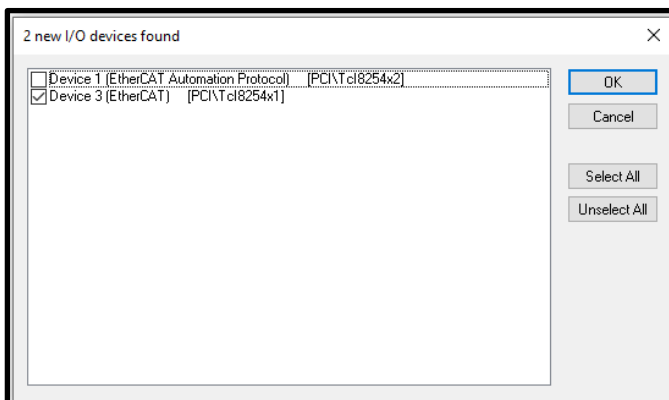 2 new I/O devices found
Device 1 (EtherCAT Automation Protocol) [PCI\TcI8254x2]
Device 3 (EtherCAT) [PCI\TcI8254x1]
OK
Cancel
Select All
Unselect All